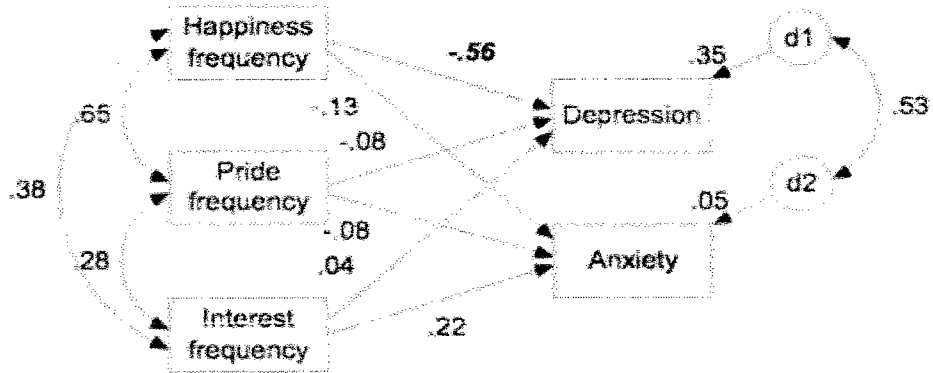 Happiness
frequency
-.56
.35
d1
-.13
Depression
.65
-.08
.53
Pride
frequency
.38
d2
.05
-.08
.28
.04
Anxiety
Interest
frequency
.22